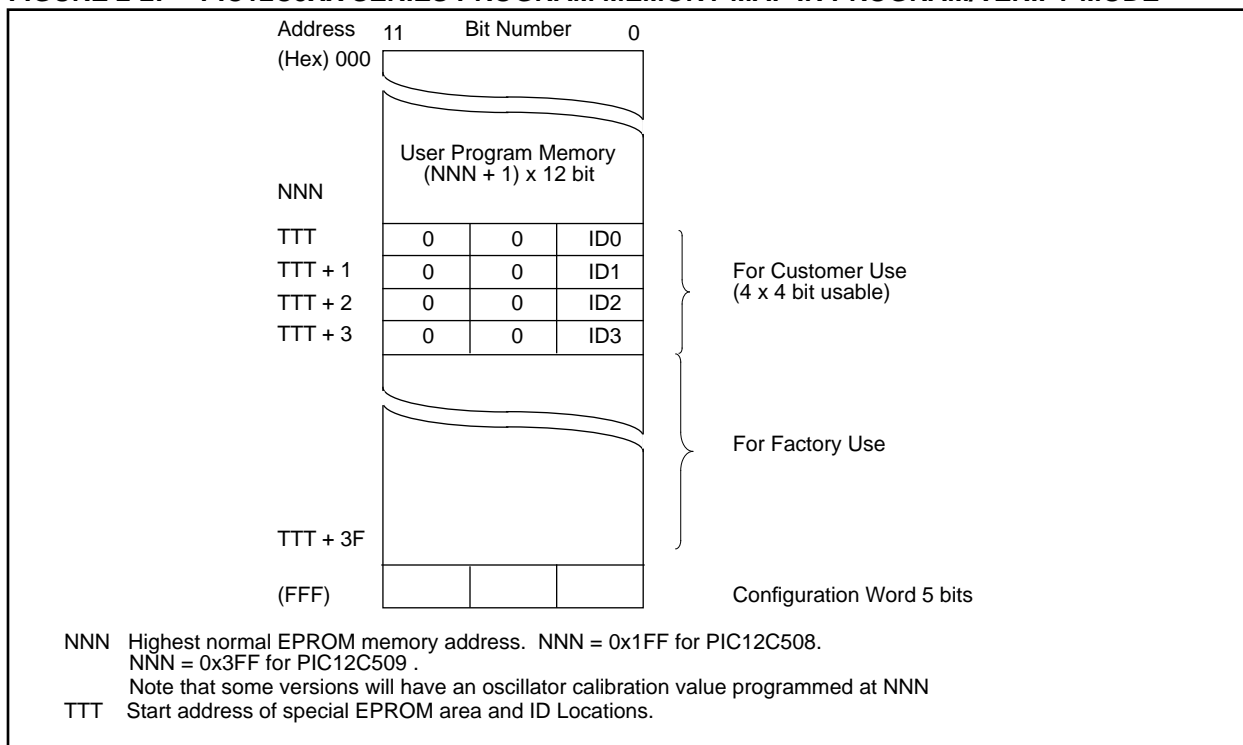 Address 11 Bit Number 0
(Hex) 000
User Program Memory
(NNN + 1) x 12 bit
NNN
TTT 0 0 ID0
TTT + 1 0 0 ID1
TTT + 2 0 0 ID2
TTT + 3 0 0 ID3
For Customer Use
(4 x 4 bit usable)
For Factory Use
TTT + 3F
(FFF) Configuration Word 5 bits
NNN Highest normal EPROM memory address. NNN = 0x1FF for PIC12C508.
NNN = 0x3FF for PIC12C509 .
Note that some versions will have an oscillator calibration value programmed at NNN
TTT Start address of special EPROM area and ID Locations.